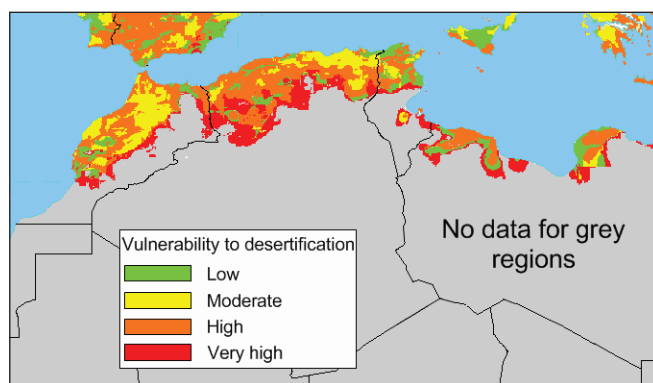 No data for grey
regions
Vulnerability to desertification
Low
Moderate
High
Very high